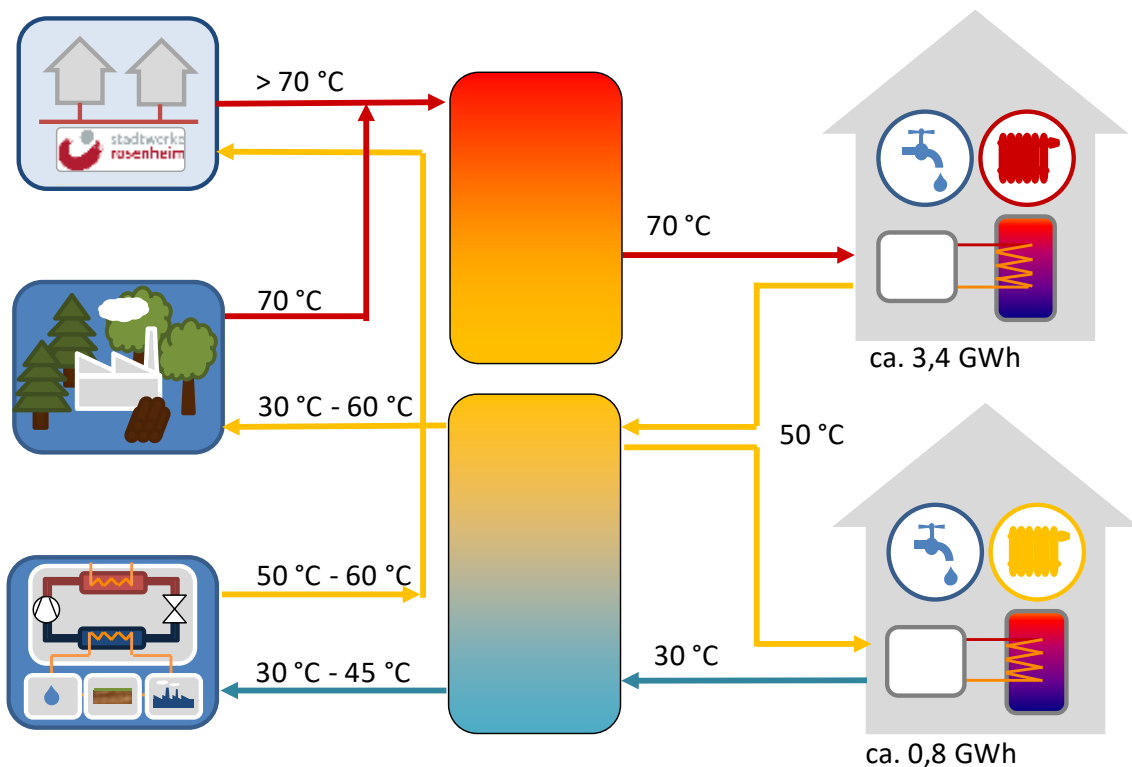 > 70 °C
stadtwerke
rosenheim
70 °C
70 °C
ca. 3,4 GWh
30 °C - 60 °C
50 °C
50 °C - 60 °C
30 °C - 45 °C
30 °C
ca. 0,8 GWh